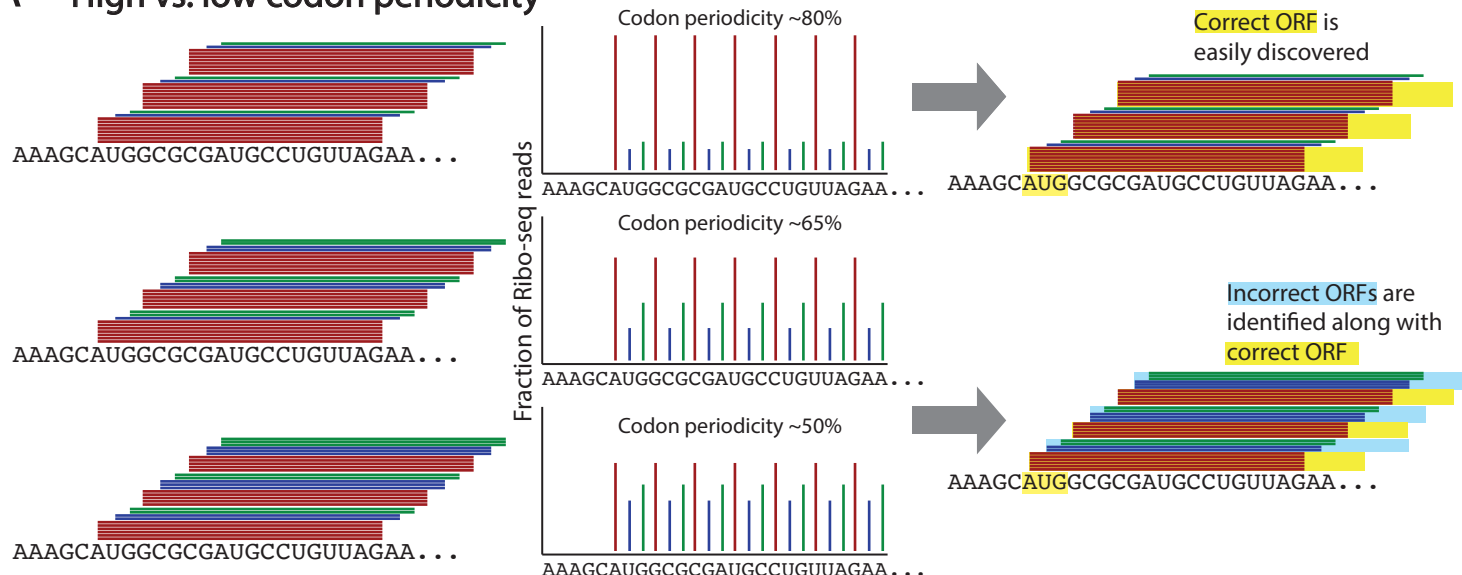 High vs. low codon periodicity
Codon periodicity ~80%
Correct ORF is
easily discovered
AAAGCAUGGCGCGAUGCCUGUUAGAA...
AAAGCAUGGCGCGAUGCCUGUUAGAA...
AAAGCAUGGCGCGAUGCCUGUUAGAA...
Fraction of Ribo-seq reads
Codon periodicity ~65%
AAAGCAUGGCGCGAUGCCUGUUAGAA...
AAAGCAUGGCGCGAUGCCUGUUAGAA...
Incorrect ORFs are
identified along with
correct ORF
Codon periodicity ~50%
AAAGCAUGGCGCGAUGCCUGUUAGAA...
AAAGCAUGGCGCGAUGCCUGUUAGAA...
AAAGCAUGGCGCGAUGCCUGUUAGAA...